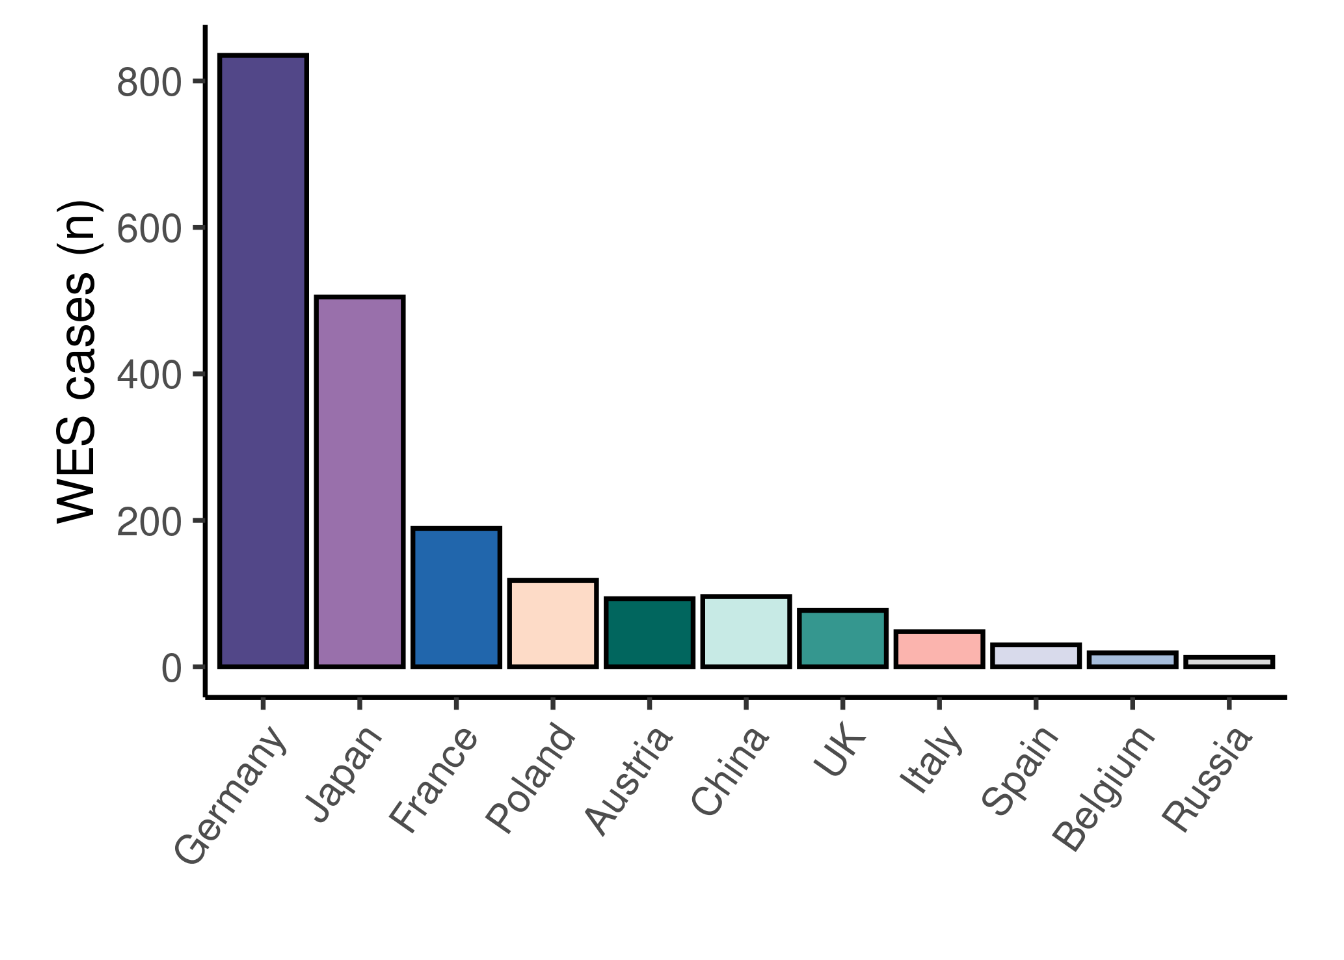 WES cases (n)
800
600
400
200
0
Germany
Japan
France
Poland
Austria
China
UK
Italy
Spain
Belgium
Russia